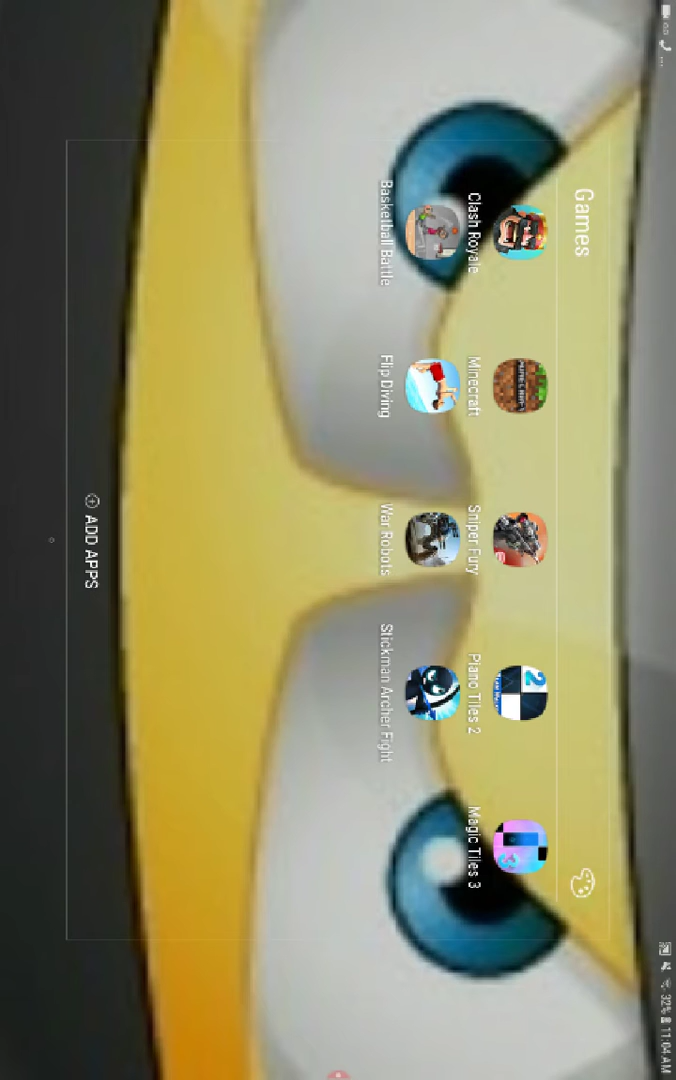 32% 11:04 AM
Games
Clash Royale
Minecraft
Sniper Fury
Piano Tiles 2
Magic Tiles 3
Basketball Battle
Flip Diving
War Robots
Stickman Archer Fight
ADD APPS